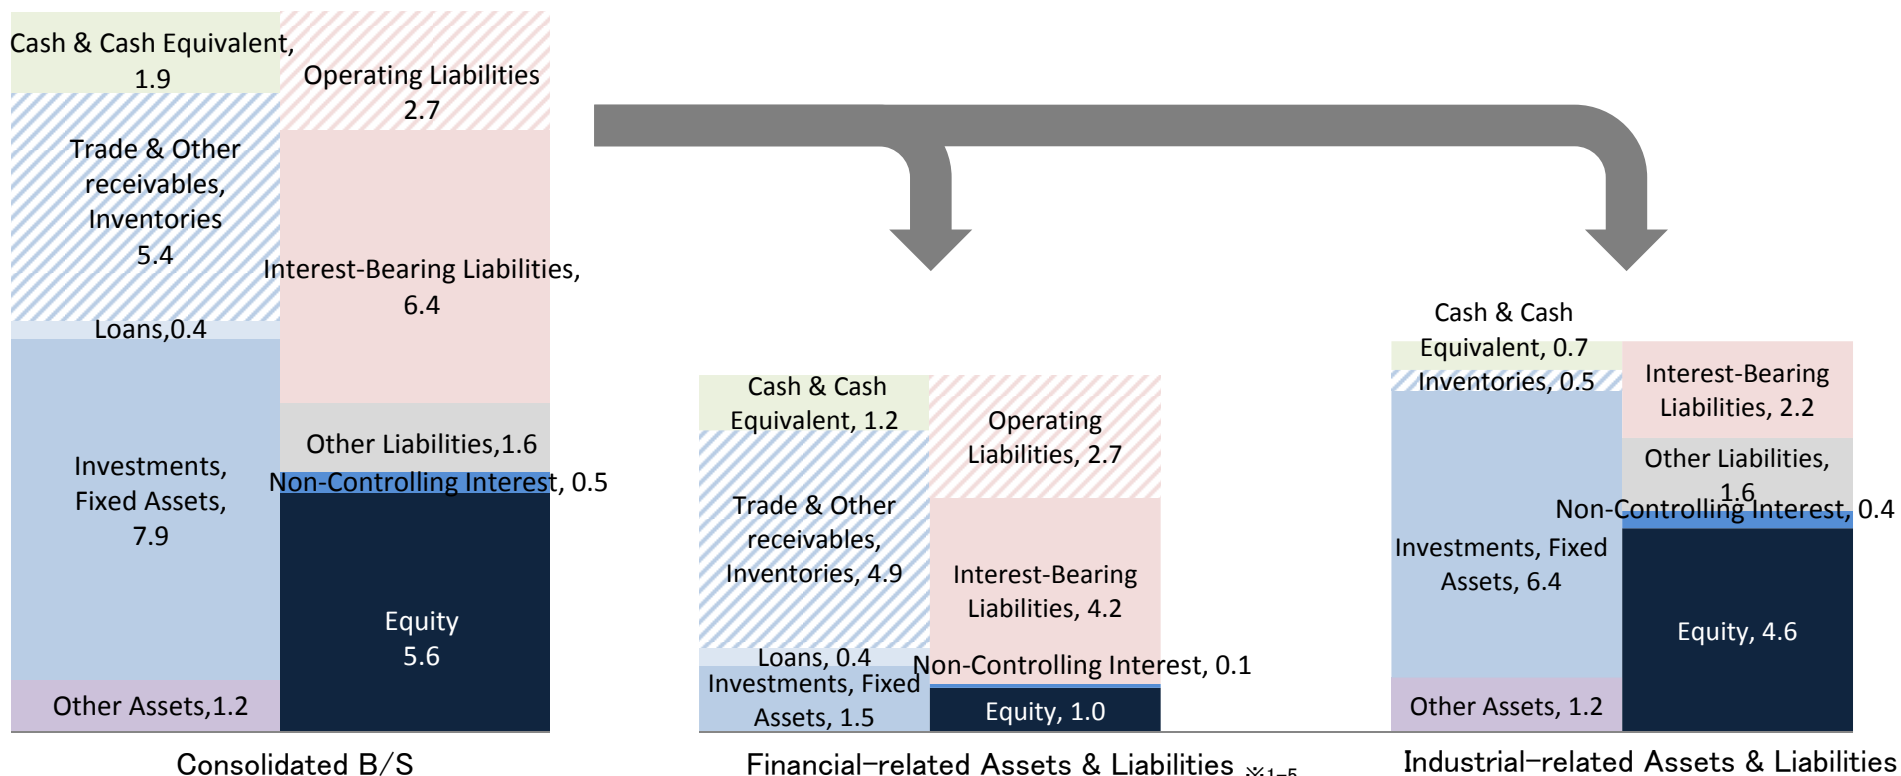 Cash & Cash Equivalent,
1.9
Trade & Other
receivables,
Inventories
5.4
Loans,0.4
Investments,
Fixed Assets,
7.9
Other Assets,1.2
Operating Liabilities
2.7
Interest-Bearing Liabilities,
6.4
Other Liabilities,1.6
Non-Controlling Interest, 0.5
Equity
5.6
Consolidated B/S
Cash & Cash
Equivalent, 1.2
Trade & Other
receivables,
Inventories, 4.9
Loans, 0.4
Investments, Fixed
Assets, 1.5
Operating
Liabilities, 2.7
Interest-Bearing
Liabilities, 4.2
Non-Controlling Interest, 0.1
Equity, 1.0
Financial-related Assets & Liabilities ※1-5
Cash & Cash
Equivalent, 0.7
Inventories, 0.5
Investments, Fixed
Assets, 6.4
Other Assets, 1.2
Interest-Bearing
Liabilities, 2.2
Other Liabilities,
1.6
Non-Controlling Interest, 0.4
Equity, 4.6
Industrial-related Assets & Liabilities